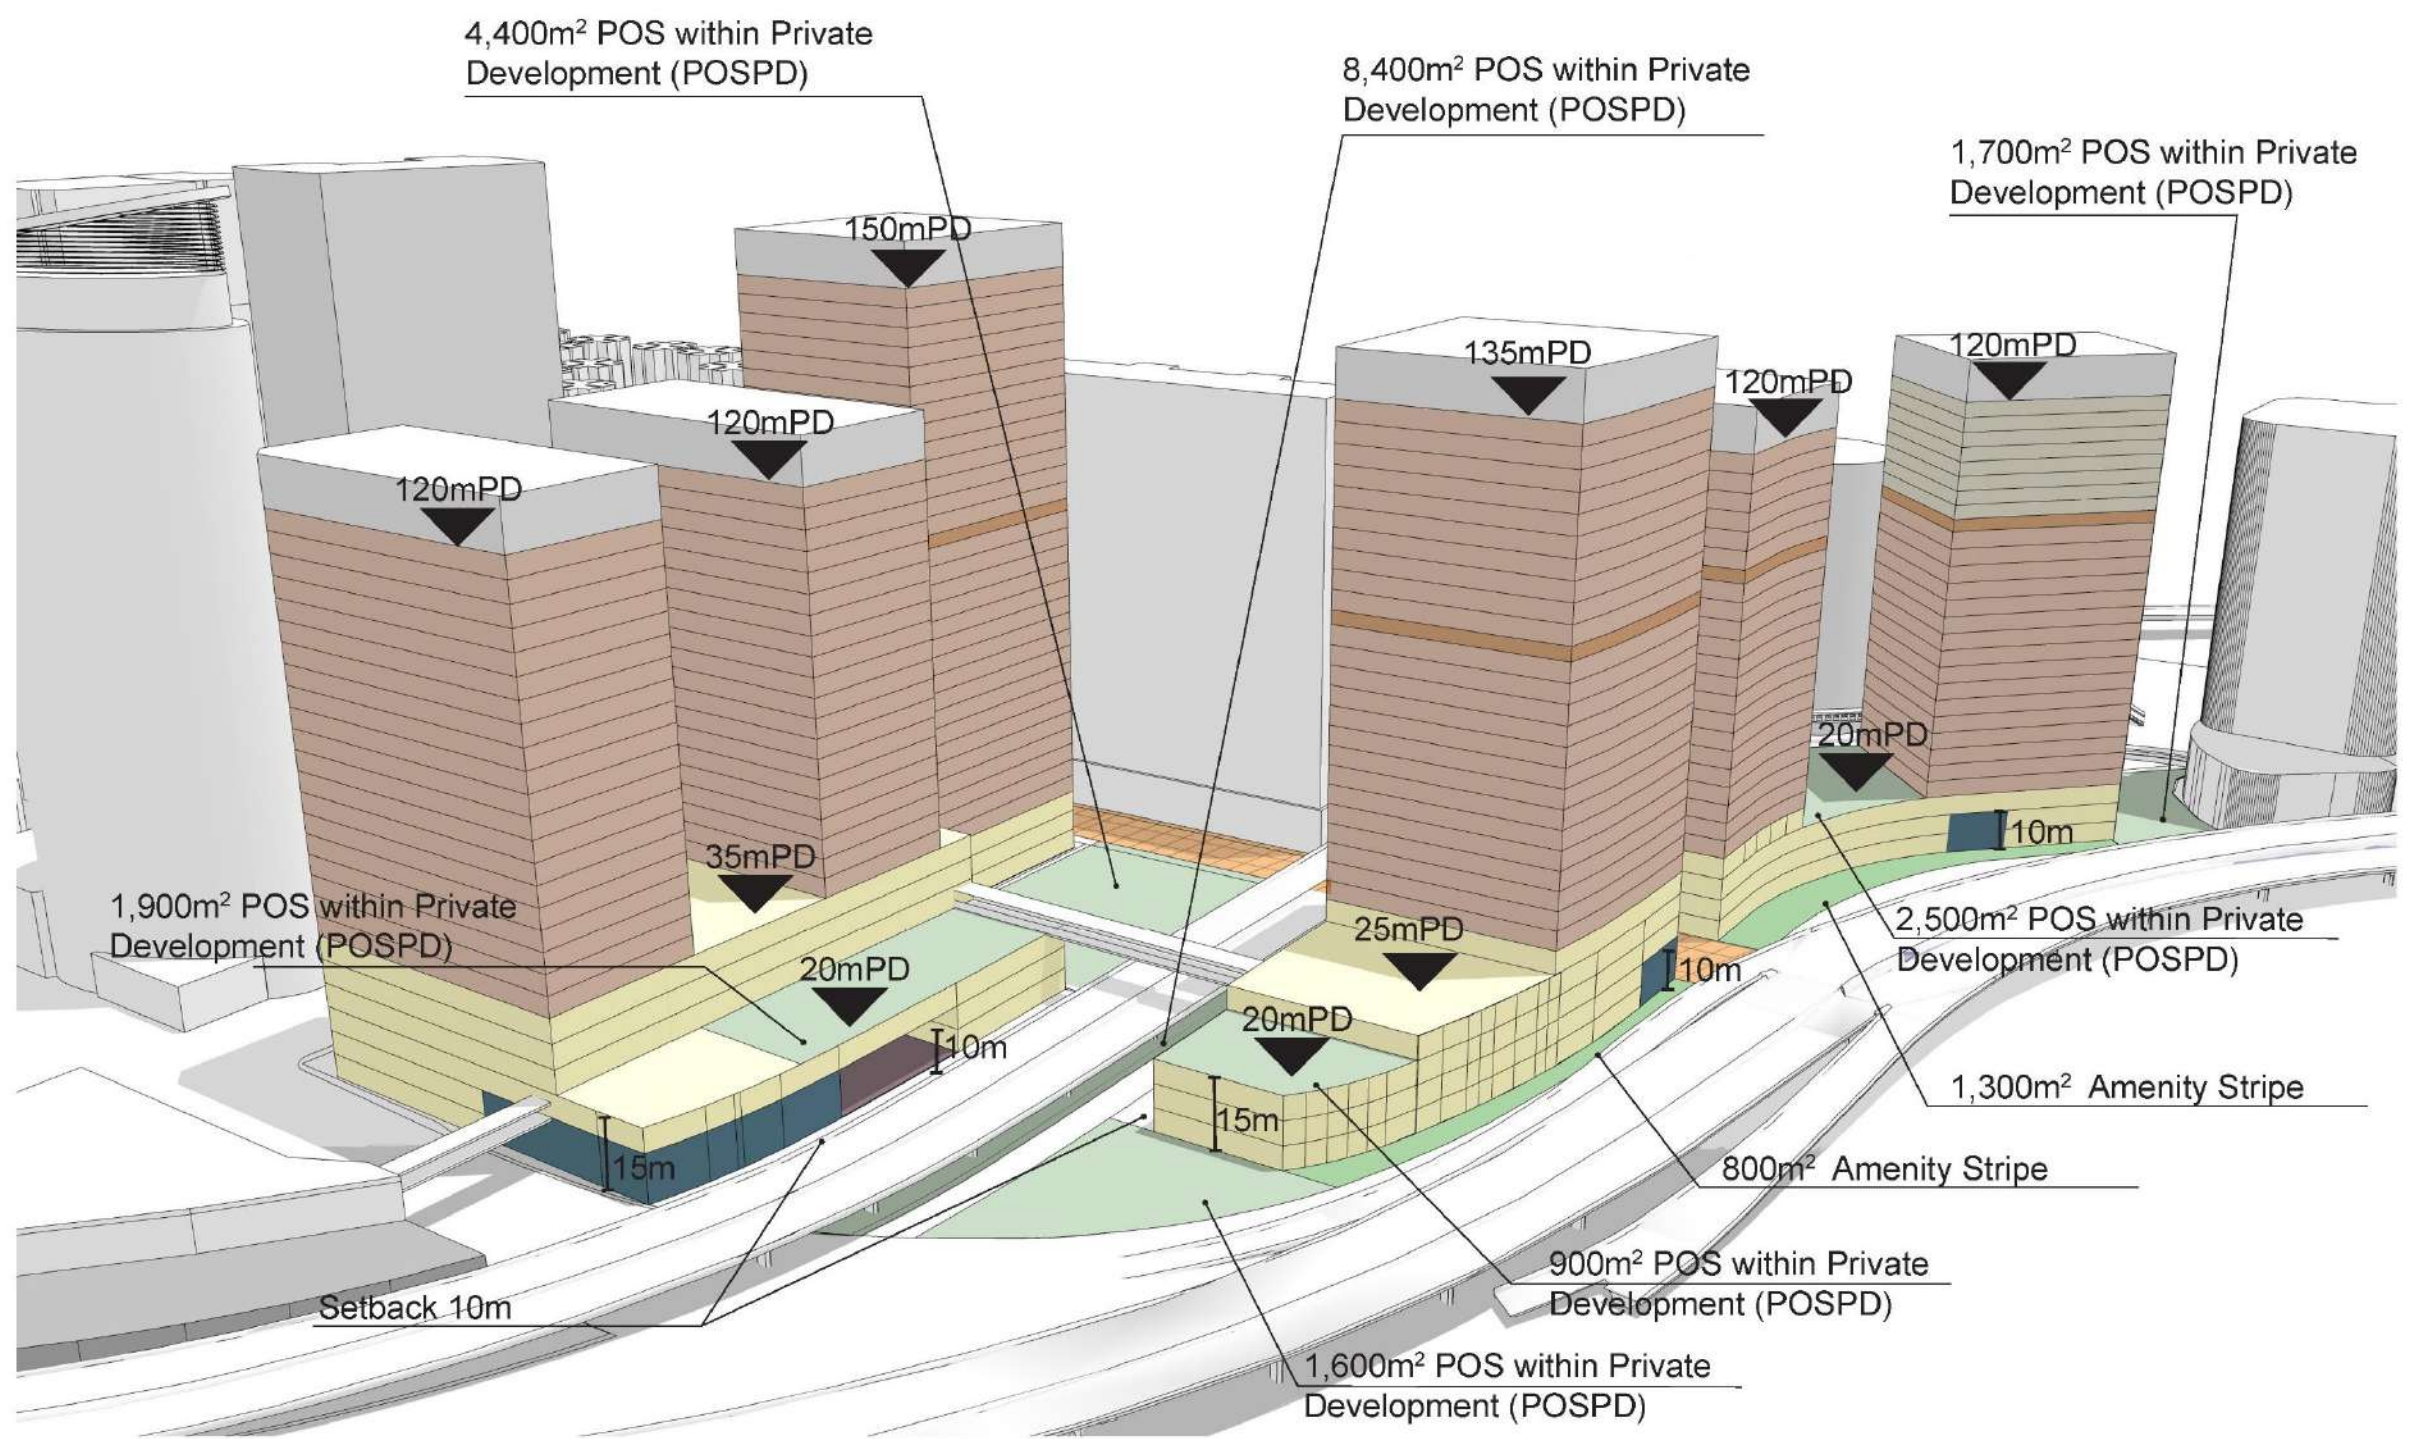 4,400m² POS within Private
Development (POSPD)
8,400m² POS within Private
Development (POSPD)
1,700m² POS within Private
Development (POSPD)
150mPD
135mPD
120mPD
120mPD
120mPD
120mPD
20mPD
10m
35mPD
1,900m² POS within Private
Development (POSPD)
2,500m² POS within Private
Development (POSPD)
25mPD
20mPD
10m
20mPD
10m
1,300m² Amenity Stripe
15m
15m
800m² Amenity Stripe
900m² POS within Private
Development (POSPD)
Setback 10m
1,600m² POS within Private
Development (POSPD)